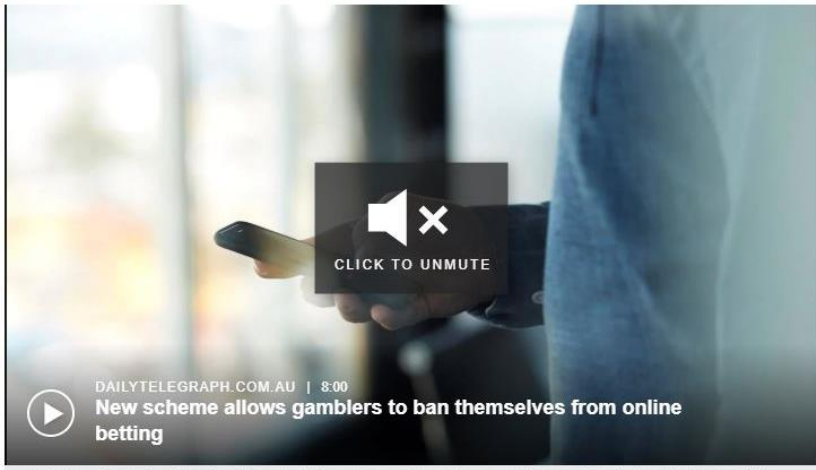 CLICK TO UNMUTE
DAILYTELEGRAPH.COM.AU | 8:00
New scheme allows gamblers to ban themselves from online
betting